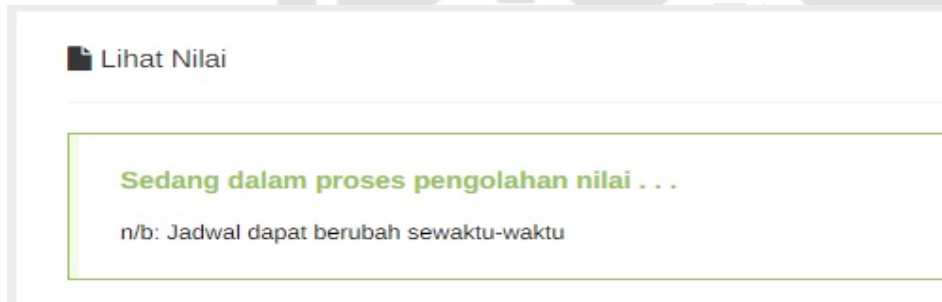 Lihat Nilai
Sedang dalam proses pengolahan nilai . . .
n/b: Jadwal dapat berubah sewaktu-waktu